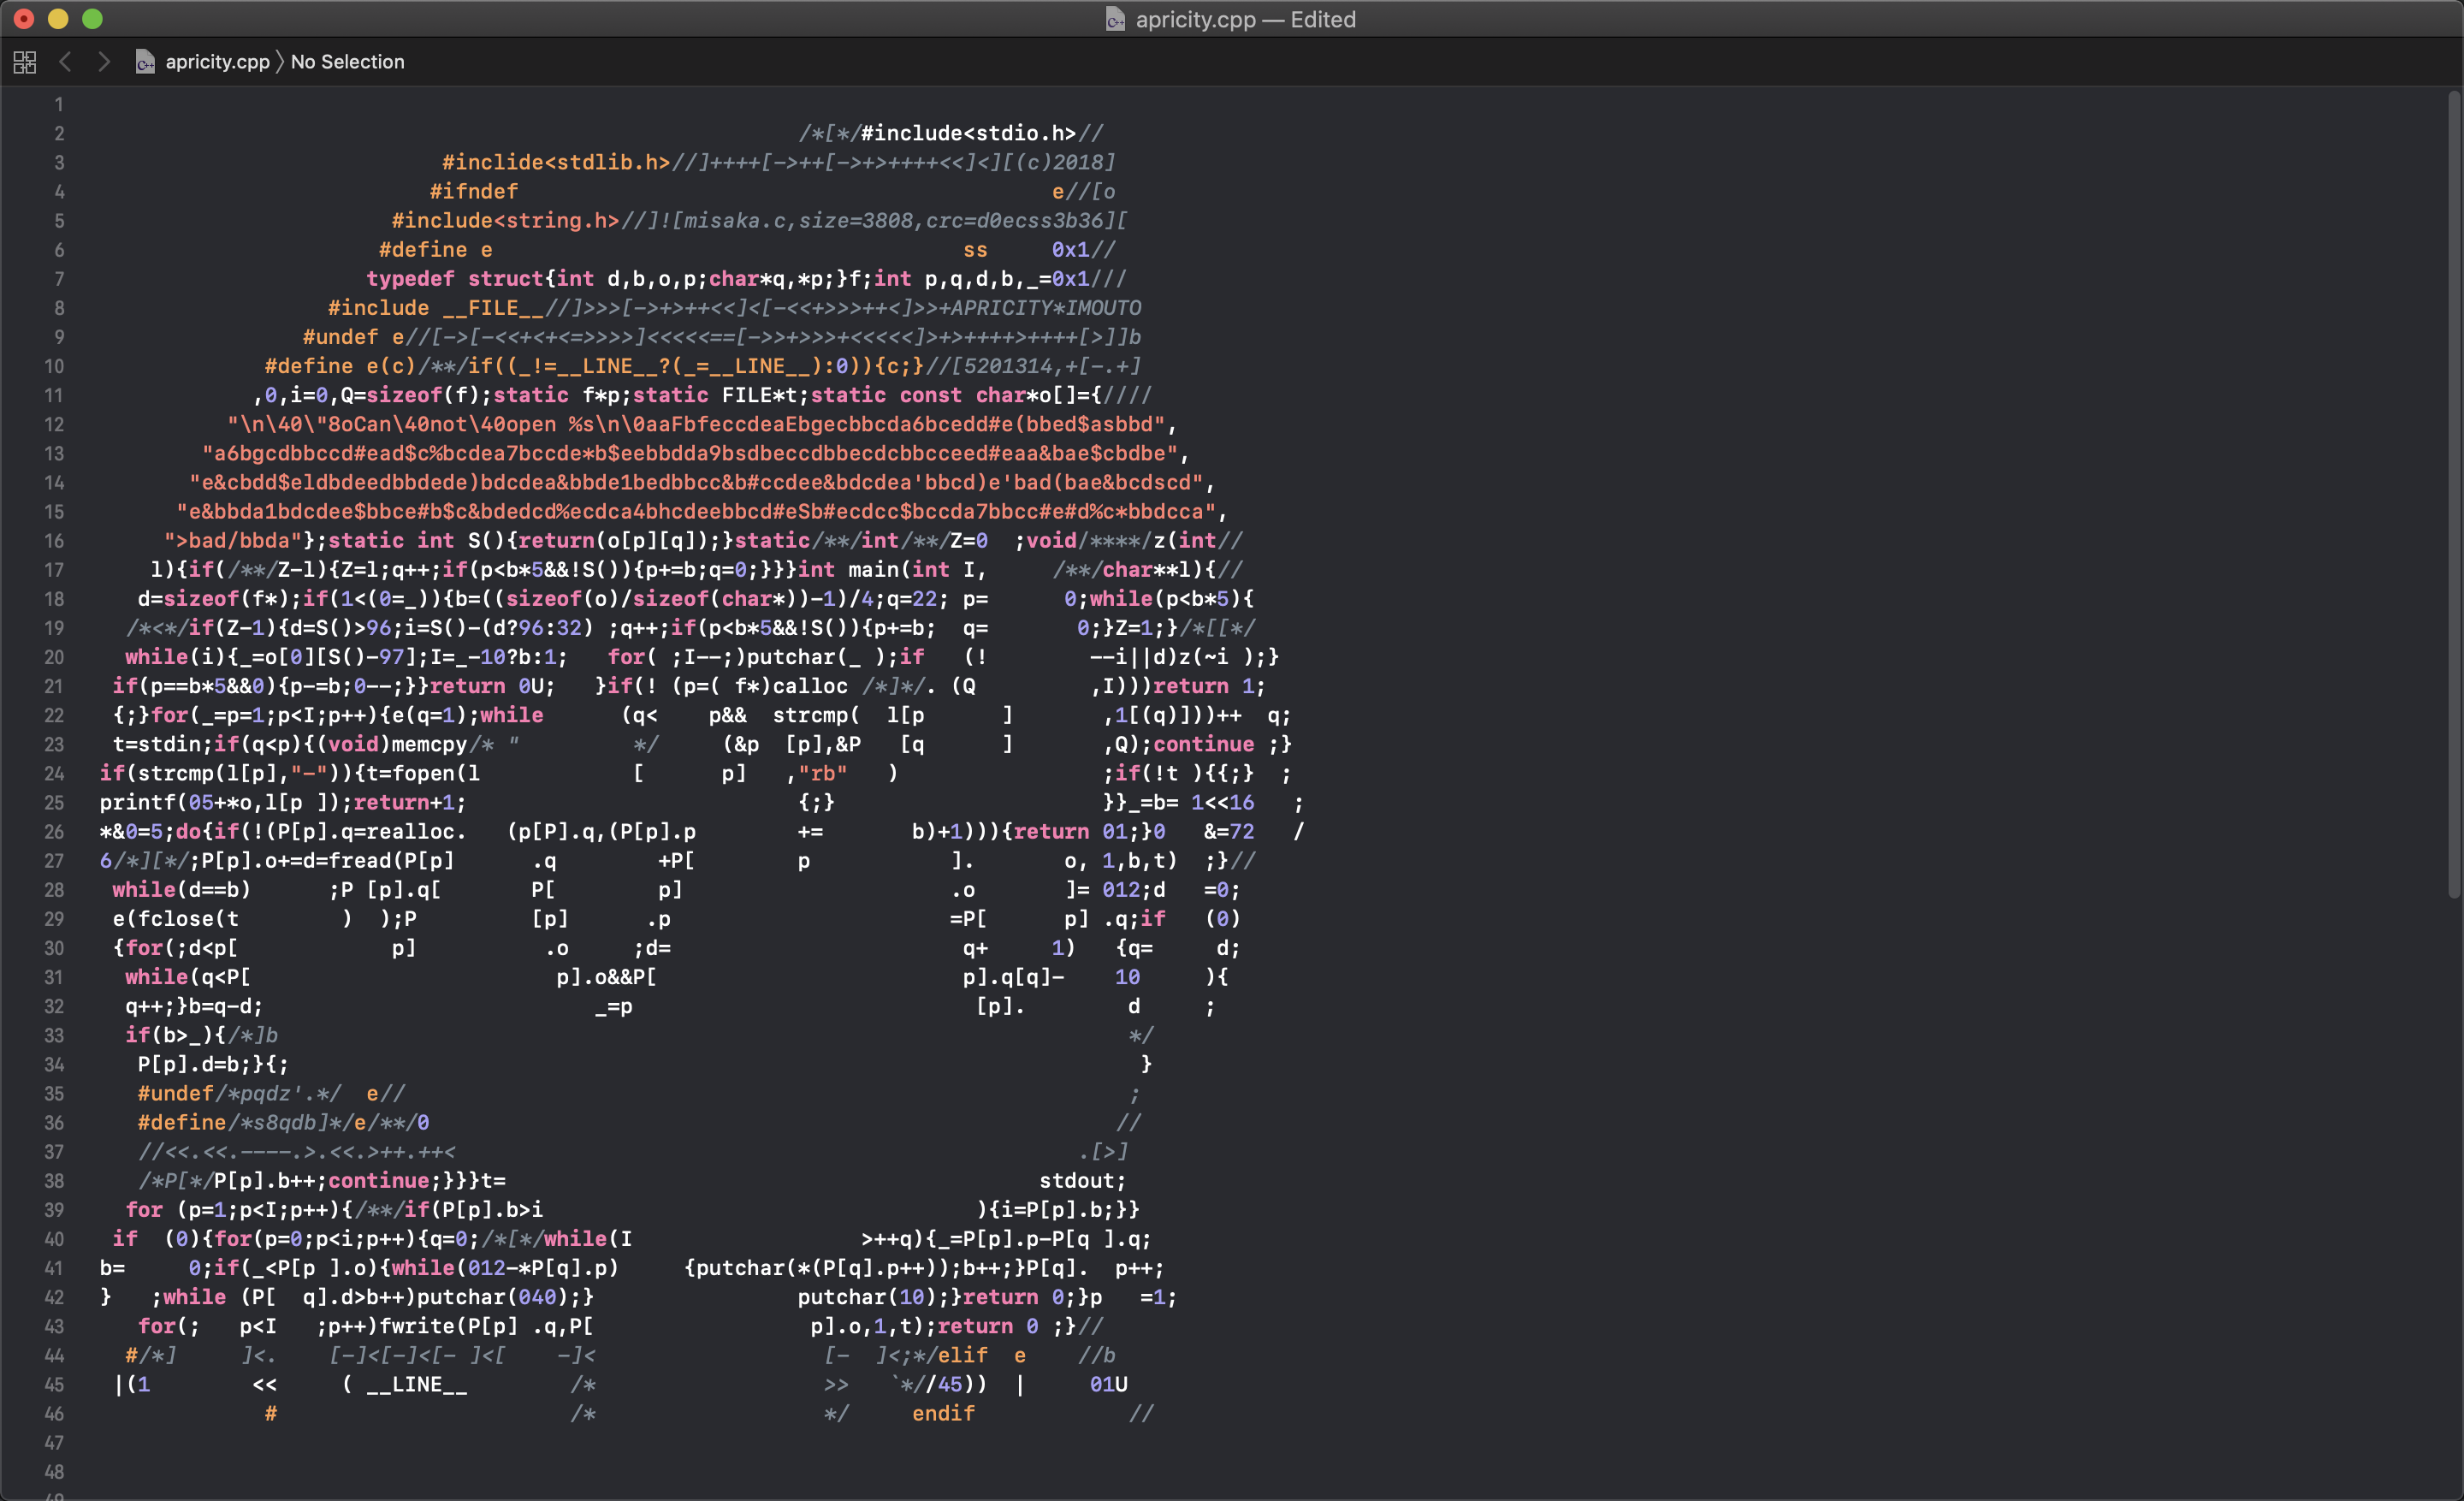 apricity.cpp — Edited
apricity.cpp 〉 No Selection
1
2 /*[*/#include<stdio.h>//
3 #inclide<stdlib.h>//]++++[->++[->+>++++<<]<][(c)2018]
4 #ifndef e//[o
5 #include<string.h>//]![misaka.c,size=3808,crc=d0ecss3b36][
6 #define e ss 0x1//
7 typedef struct{int d,b,o,p;char*q,*p;}f;int p,q,d,b,_=0x1///
8 #include __FILE__//]>>>[->+>++<<]<[-<<+>>>++<]>>+APRICITY*IMOUTO
9 #undef e//[->[-<<+<+<=>>>>]<<<<<==[->>+>>>+<<<<<]>+>++++>++++[>]]b
10 #define e(c)/**/if((_!=__LINE__?(_=__LINE__):0)){c;}//[5201314,+[-.+]
11 ,0,i=0,Q=sizeof(f);static f*p;static FILE*t;static const char*o[]={////
12 "\n\40\"8oCan\40not\40open %s\n\0aaFbfeccdeaEbgecbbcda6bcedd#e(bbed$asbbd",
13 "a6bgcdbbccd#ead$c%bcdea7bccde*b$eebbdda9bsdbeccdbbecdcbbcceed#eaa&bae$cbdbe",
14 "e&cbdd$eldbdeedbbdede)bdcdea&bbde1bedbbcc&b#ccdee&bdcdea'bbcd)e'bad(bae&bcdscd",
15 "e&bbda1bdcdee$bbce#b$c&bdedcd%ecdca4bhcdeebbcd#eSb#ecdcc$bccda7bbcc#e#d%c*bbdcca",
16 ">bad/bbda"};static int S(){return(o[p][q]);}static/**/int/**/Z=0 ;void/****/z(int//
17 l){if(/**/Z-l){Z=l;q++;if(p<b*5&&!S()){p+=b;q=0;}}}int main(int I, /**/char**l){//
18 d=sizeof(f*);if(1<(0=_)){b=((sizeof(o)/sizeof(char*))-1)/4;q=22; p= 0;while(p<b*5){
19 /*<*/if(Z-1){d=S()>96;i=S()-(d?96:32) ;q++;if(p<b*5&&!S()){p+=b; q= 0;}Z=1;}/*[[*/
20 while(i){_=o[0][S()-97];I=_-10?b:1; for( ;I--;)putchar(_ );if (! --i||d)z(~i );}
21 if(p==b*5&&0){p-=b;0--;}}return 0U; }if(! (p=( f*)calloc /*]*/. (Q ,I)))return 1;
22 {;}for(_=p=1;p<I;p++){e(q=1);while (q< p&& strcmp( l[p ] ,1[(q)]))++ q;
23 t=stdin;if(q<p){(void)memcpy/* " */ (&p [p],&P [q ] ,Q);continue ;}
24 if(strcmp(l[p],"-")){t=fopen(l [ p] ,"rb" ) ;if(!t ){{;} ;
25 printf(05+*o,l[p ]);return+1; {;} }}_=b= 1<<16 ;
26 *&0=5;do{if(!(P[p].q=realloc. (p[P].q,(P[p].p += b)+1))){return 01;}0 &=72 /
27 6/*][*/;P[p].o+=d=fread(P[p] .q +P[ p ]. o, 1,b,t) ;}//
28 while(d==b) ;P [p].q[ P[ p] .o ]= 012;d =0;
29 e(fclose(t ) );P [p] .p =P[ p] .q;if (0)
30 {for(;d<p[ p] .o ;d= q+ 1) {q= d;
31 while(q<P[ p].o&&P[ p].q[q]- 10 ){
32 q++;}b=q-d; _=p [p]. d ;
33 if(b>_){/*]b */
34 P[p].d=b;}{; }
35 #undef/*pqdz'.*/ e// ;
36 #define/*s8qdb]*/e/**/0 //
37 //<<.<<.----.>.<<.>++.++< .[>]
38 /*P[*/P[p].b++;continue;}}}t= stdout;
39 for (p=1;p<I;p++){/**/if(P[p].b>i ){i=P[p].b;}}
40 if (0){for(p=0;p<i;p++){q=0;/*[*/while(I >++q){_=P[p].p-P[q ].q;
41 b= 0;if(_<P[p ].o){while(012-*P[q].p) {putchar(*(P[q].p++));b++;}P[q]. p++;
42 } ;while (P[ q].d>b++)putchar(040);} putchar(10);}return 0;}p =1;
43 for(; p<I ;p++)fwrite(P[p] .q,P[ p].o,1,t);return 0 ;}//
44 #/*] ]<. [-]<[-]<[- ]<[ -]< [- ]<;*/elif e //b
45 |(1 << ( __LINE__ /* >> `*//45)) | 01U
46 # /* */ endif //
47
48